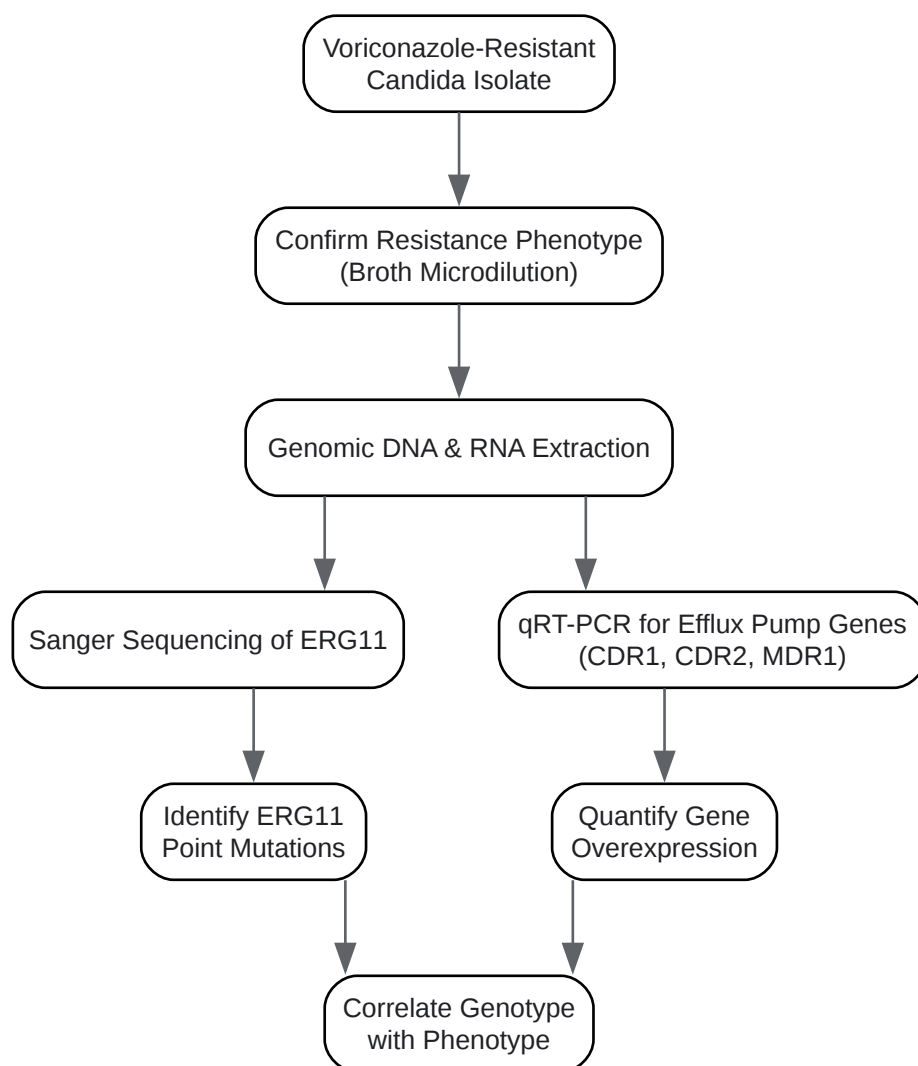 Voriconazole-Resistant
Candida Isolate
Confirm Resistance Phenotype
(Broth Microdilution)
Genomic DNA & RNA Extraction
Sanger Sequencing of ERG11
qRT-PCR for Efflux Pump Genes
(CDR1, CDR2, MDR1)
Identify ERG11
Point Mutations
Quantify Gene
Overexpression
Correlate Genotype
with Phenotype